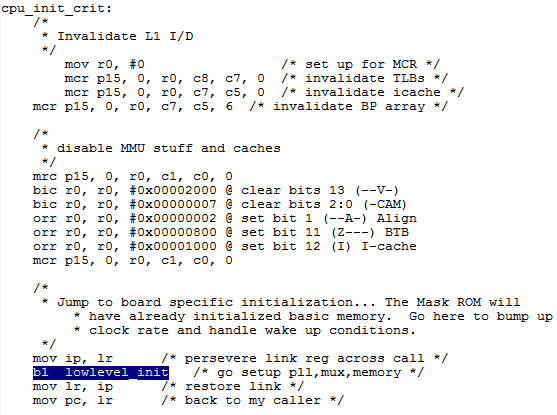 cpu_init_crit:
/*
* Invalidate L1 I/D
*/
mov r0, #0 /* set up for MCR */
mcr p15, 0, r0, c8, c7, 0 /* invalidate TLBs */
mcr p15, 0, r0, c7, c5, 0 /* invalidate icache */
mcr p15, 0, r0, c7, c5, 6 /* invalidate BP array */
/*
* disable MMU stuff and caches
*/
mrc p15, 0, r0, c1, c0, 0
bic r0, r0, #0x00002000 @ clear bits 13 (--V-)
bic r0, r0, #0x00000007 @ clear bits 2:0 (-CAM)
orr r0, r0, #0x00000002 @ set bit 1 (--A-) Align
orr r0, r0, #0x00000800 @ set bit 11 (Z---) BTB
orr r0, r0, #0x00001000 @ set bit 12 (I) I-cache
mcr p15, 0, r0, c1, c0, 0
/*
* Jump to board specific initialization... The Mask ROM will
* have already initialized basic memory. Go here to bump up
* clock rate and handle wake up conditions.
*/
mov ip, lr /* persevere link reg across call */
bl lowlevel_init /* go setup pll,mux,memory */
mov lr, ip /* restore link */
mov pc, lr /* back to my caller */